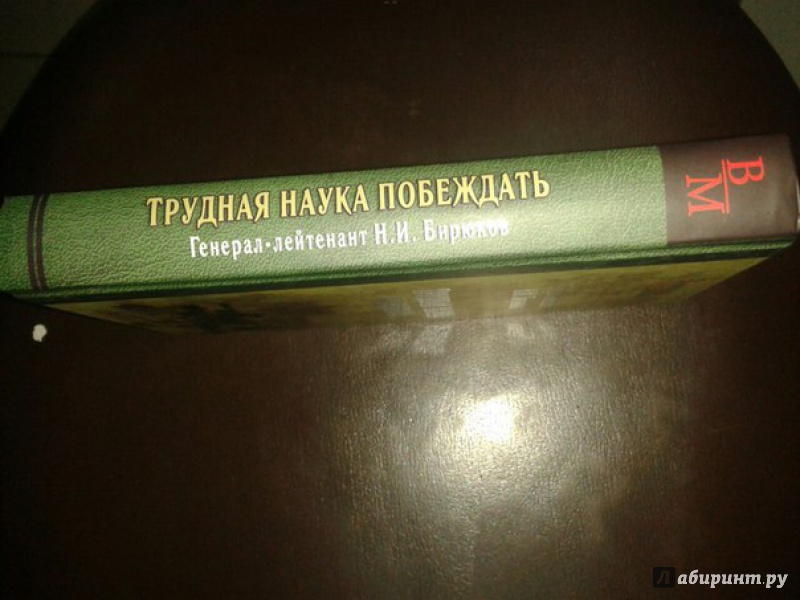 ТРУДНАЯ НАУКА ПОБЕЖДАТЬ
Генерал-лейтенант Н.И. Бирюков
В
М
Лабиринт.ру